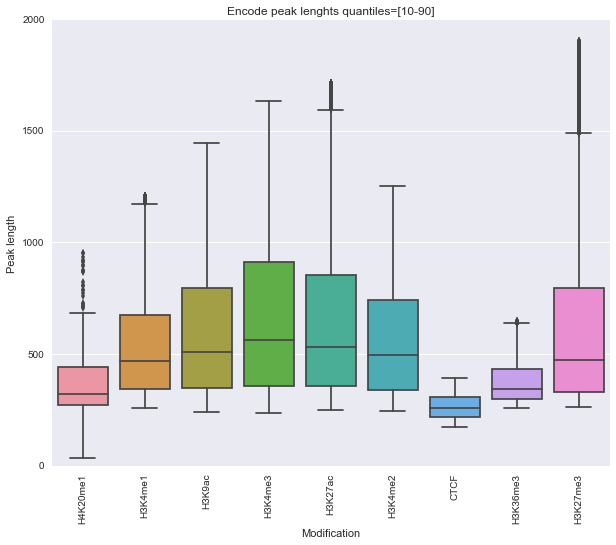 Encode peak lenghts quantiles=[10-90]
2000
1500
1000
500
0
Peak length
H4K20me1
H3K4me1
H3K9ac
H3K4me3
H3K27ac
H3K4me2
CTCF
H3K36me3
H3K27me3
Modification